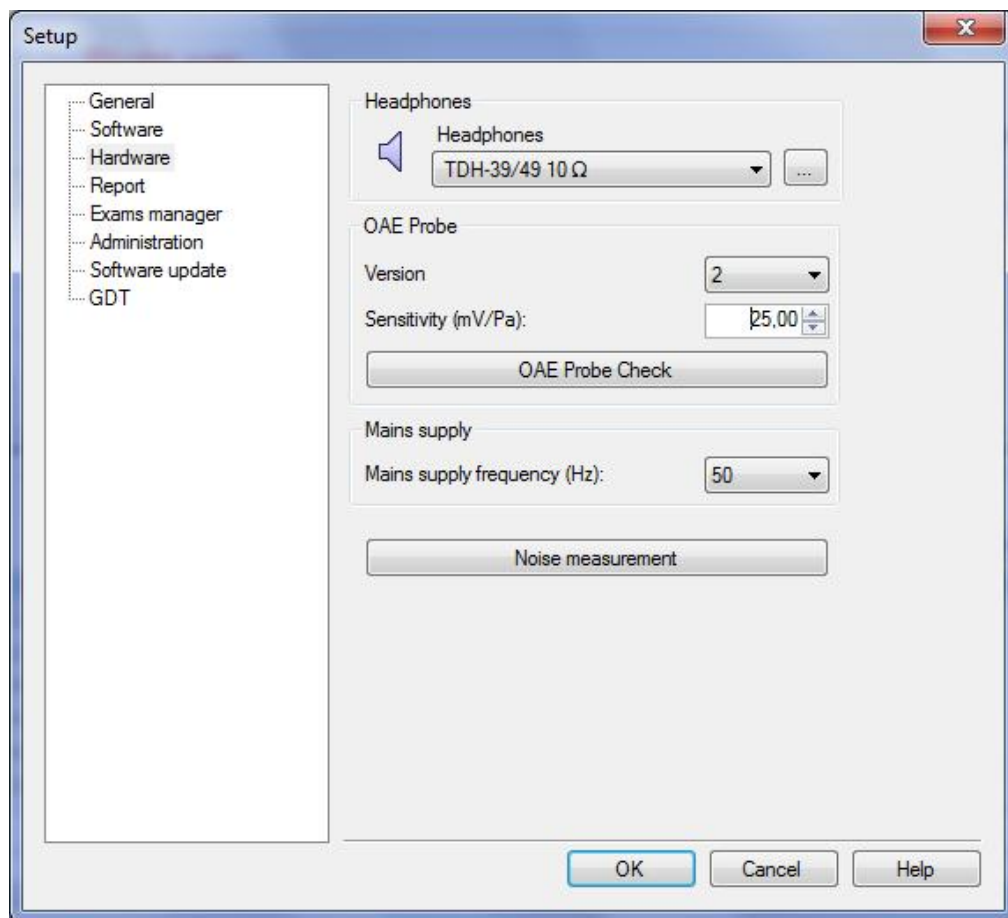 Setup
General
Software
Hardware
Report
Exams manager
Administration
Software update
GDT
Headphones
Headphones
TDH-39/49 10 Ω
...
OAE Probe
Version
2
Sensitivity (mV/Pa):
25,00
OAE Probe Check
Mains supply
Mains supply frequency (Hz):
50
Noise measurement
OK
Cancel
Help